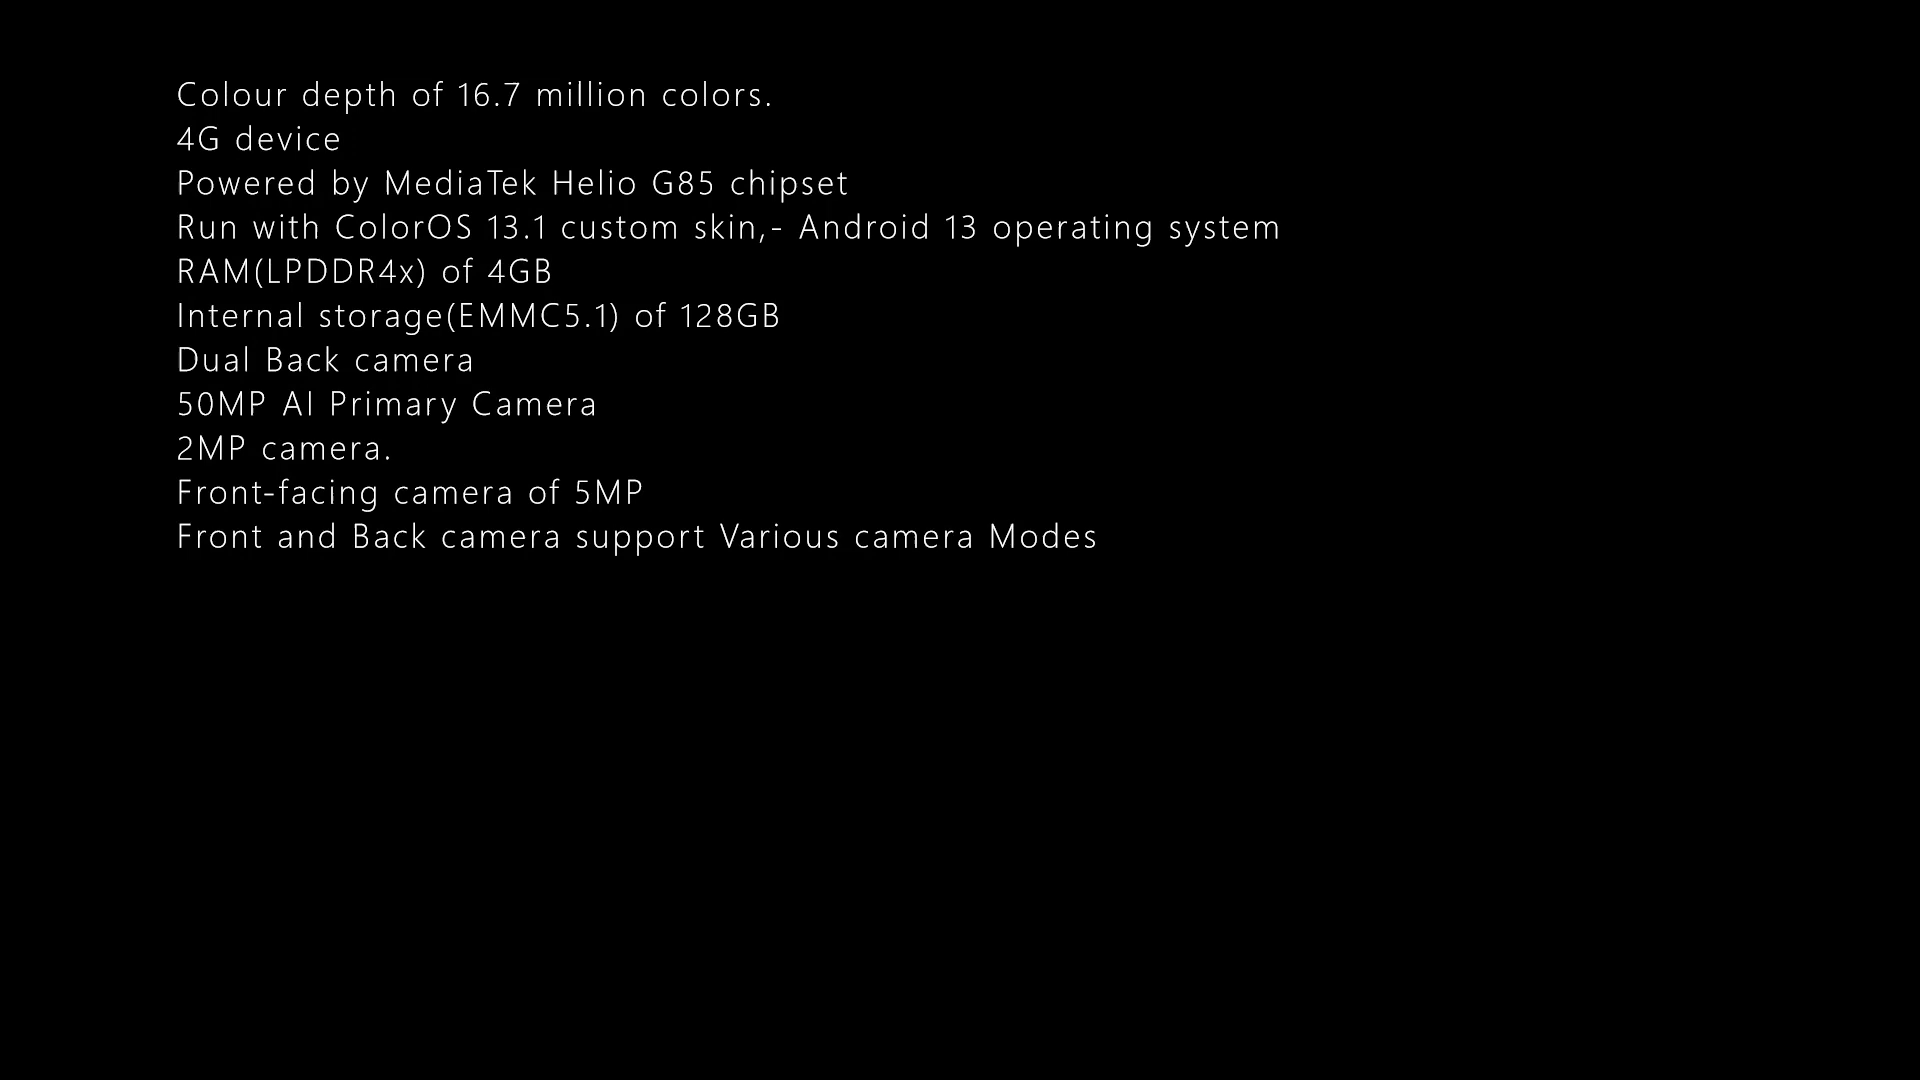 Colour depth of 16.7 million colors.
4G device
Powered by MediaTek Helio G85 chipset
Run with ColorOS 13.1 custom skin,- Android 13 operating system
RAM(LPDDR4x) of 4GB
Internal storage(EMMC5.1) of 128GB
Dual Back camera
50MP AI Primary Camera
2MP camera.
Front-facing camera of 5MP
Front and Back camera support Various camera Modes